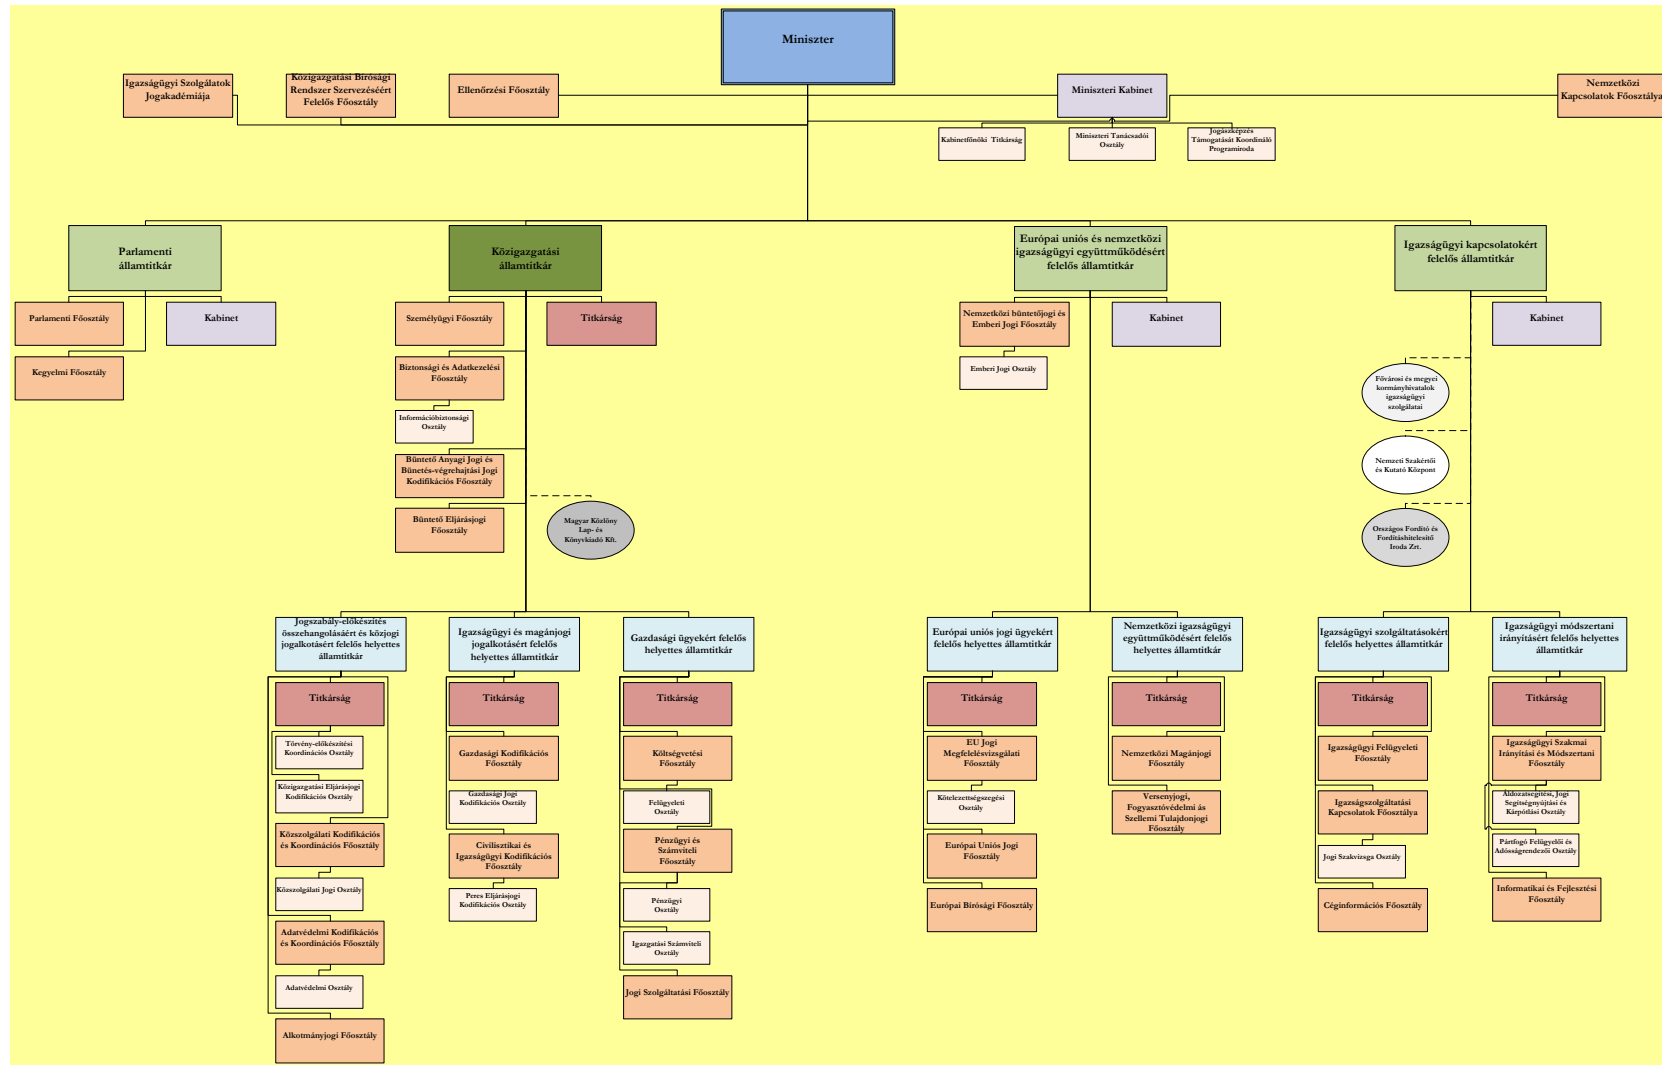 Miniszter
Igazságügyi Szolgálatok
Jogakadémiája
Közigazgatási Bírósági
Rendszer Szervezéséért
Felelős Főosztály
Ellenőrzési Főosztály
Miniszteri Kabinet
Nemzetközi
Kapcsolatok Főosztálya
Kabinetfőnöki Titkárság
Miniszteri Tanácsadói
Osztály
Jogászképzés
Támogatását Koordináló
Programiroda
Parlamenti
államtitkár
Közigazgatási
államtitkár
Európai uniós és nemzetközi
igazságügyi együttműködésért
felelős államtitkár
Igazságügyi kapcsolatokért
felelős államtitkár
Parlamenti Főosztály
Kabinet
Személyügyi Főosztály
Titkárság
Nemzetközi büntetőjogi és
Emberi Jogi Főosztály
Kabinet
Kabinet
Kegyelmi Főosztály
Biztonsági és Adatkezelési
Főosztály
Emberi Jogi Osztály
Fővárosi és megyei
kormányhivatalok
igazságügyi
szolgálatai
Információbiztonsági
Osztály
Büntető Anyagi Jogi és
Bünetés-végrehajtási Jogi
Kodifikációs Főosztály
Nemzeti Szakértői
és Kutató Központ
Büntető Eljárásjogi
Főosztály
Magyar Közlöny
Lap- és
Könyvkiadó Kft.
Országos Fordító és
Fordításhitelesítő
Iroda Zrt.
Jogszabály-előkészítés
összehangolásáért és közjogi
jogalkotásért felelős helyettes
államtitkár
Igazságügyi és magánjogi
jogalkotásért felelős
helyettes államtitkár
Gazdasági ügyekért felelős
helyettes államtitkár
Európai uniós jogi ügyekért
felelős helyettes államtitkár
Nemzetközi igazságügyi
együttműködésért felelős
helyettes államtitkár
Igazságügyi szolgáltatásokért
felelős helyettes államtitkár
Igazságügyi módszertani
irányításért felelős helyettes
államtitkár
Titkárság
Titkárság
Titkárság
Titkárság
Titkárság
Titkárság
Titkárság
Törvény-előkészítési
Koordinációs Osztály
Gazdasági Kodifikációs
Főosztály
Költségvetési
Főosztály
EU Jogi
Megfelelésvizsgálati
Főosztály
Nemzetközi Magánjogi
Főosztály
Igazságügyi Felügyeleti
Főosztály
Igazságügyi Szakmai
Irányítási és Módszertani
Főosztály
Közigazgatási Eljárásjogi
Kodifikációs Osztály
Gazdasági Jogi
Kodifikációs Osztály
Felügyeleti
Osztály
Kötelezettségszegési
Osztály
Versenyjogi,
Fogyasztóvédelmi ás
Szellemi Tulajdonjogi
Főosztály
Igazságszolgáltatási
Kapcsolatok Főosztálya
Áldozatsegítési, Jogi
Segítségnyújtási és
Kárpótlási Osztály
Közszolgálati Kodifikációs
és Koordinációs Főosztály
Civilisztikai és
Igazságügyi Kodifikációs
Főosztály
Pénzügyi és
Számviteli
Főosztály
Európai Uniós Jogi
Főosztály
Jogi Szakvizsga Osztály
Pártfogó Felügyelői és
Adósságrendezői Osztály
Közszolgálati Jogi Osztály
Peres Eljárásjogi
Kodifikációs Osztály
Pénzügyi
Osztály
Európai Bírósági Főosztály
Céginformációs Főosztály
Informatikai és Fejlesztési
Főosztály
Adatvédelmi Kodifikációs
és Koordinációs Főosztály
Igazgatási Számviteli
Osztály
Adatvédelmi Osztály
Jogi Szolgáltatási Főosztály
Alkotmányjogi Főosztály